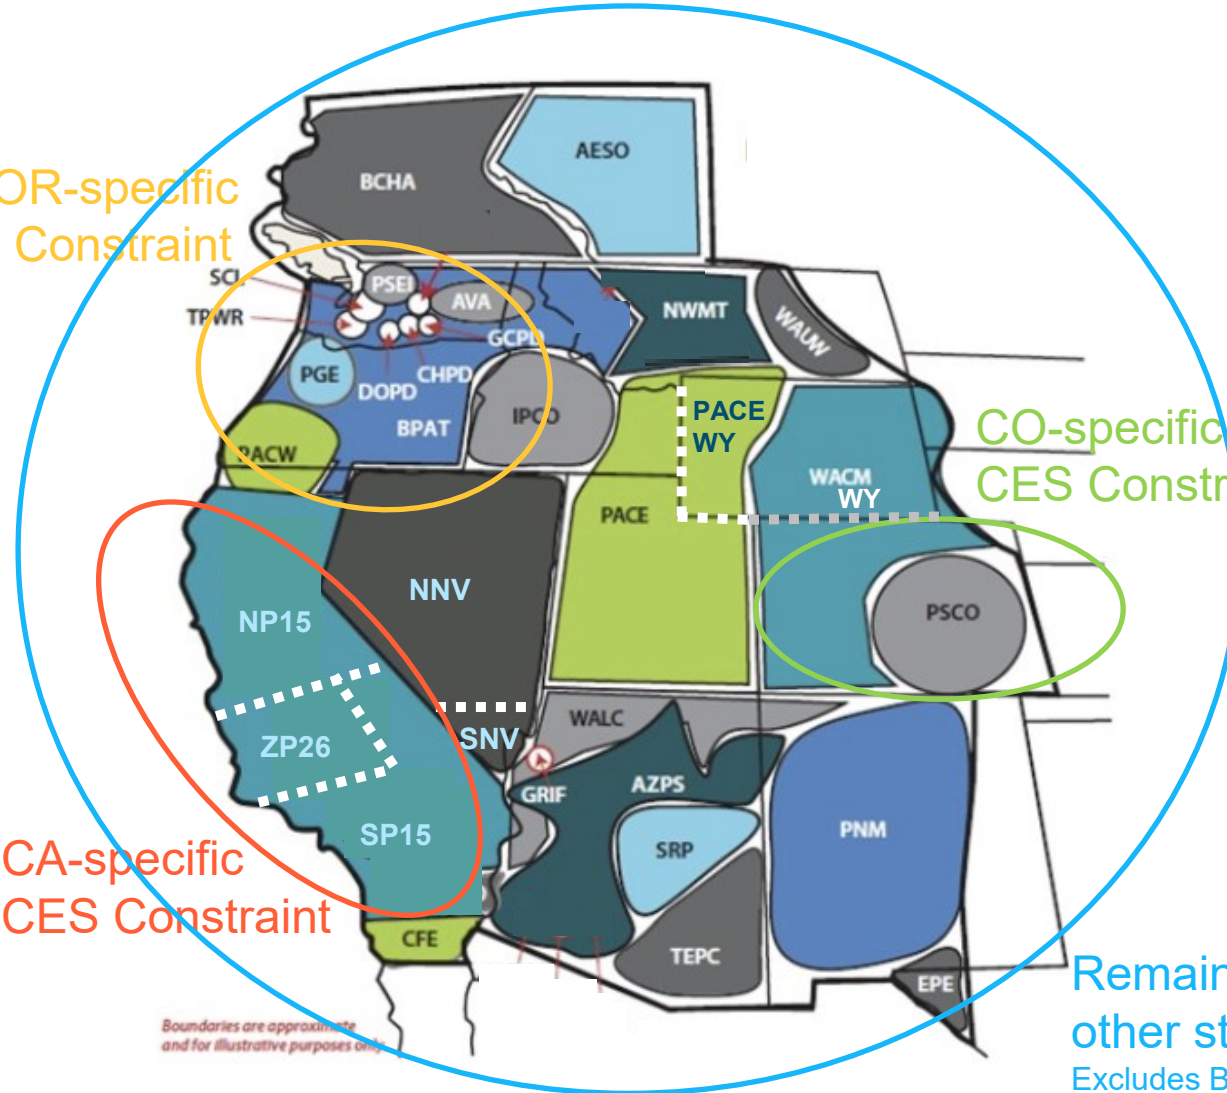 AESO
BCHA
OR-specific
Constraint
SCL
PSEI
AVA
TPWR
NWMT
WAUW
GCPD
PGE
CHPD
DOPD
BPAT
IPCO
PACE
WY
CO-specific
CES Constr
PACW
WACM
WY
PACE
NNV
NP15
PSCO
WALC
SNV
ZP26
GRIF
AZPS
SP15
SRP
PNM
CA-specific
CES Constraint
CFE
TEPC
EPE
Remain
other st
Excludes B
Boundaries are approximate
and for illustrative purposes only